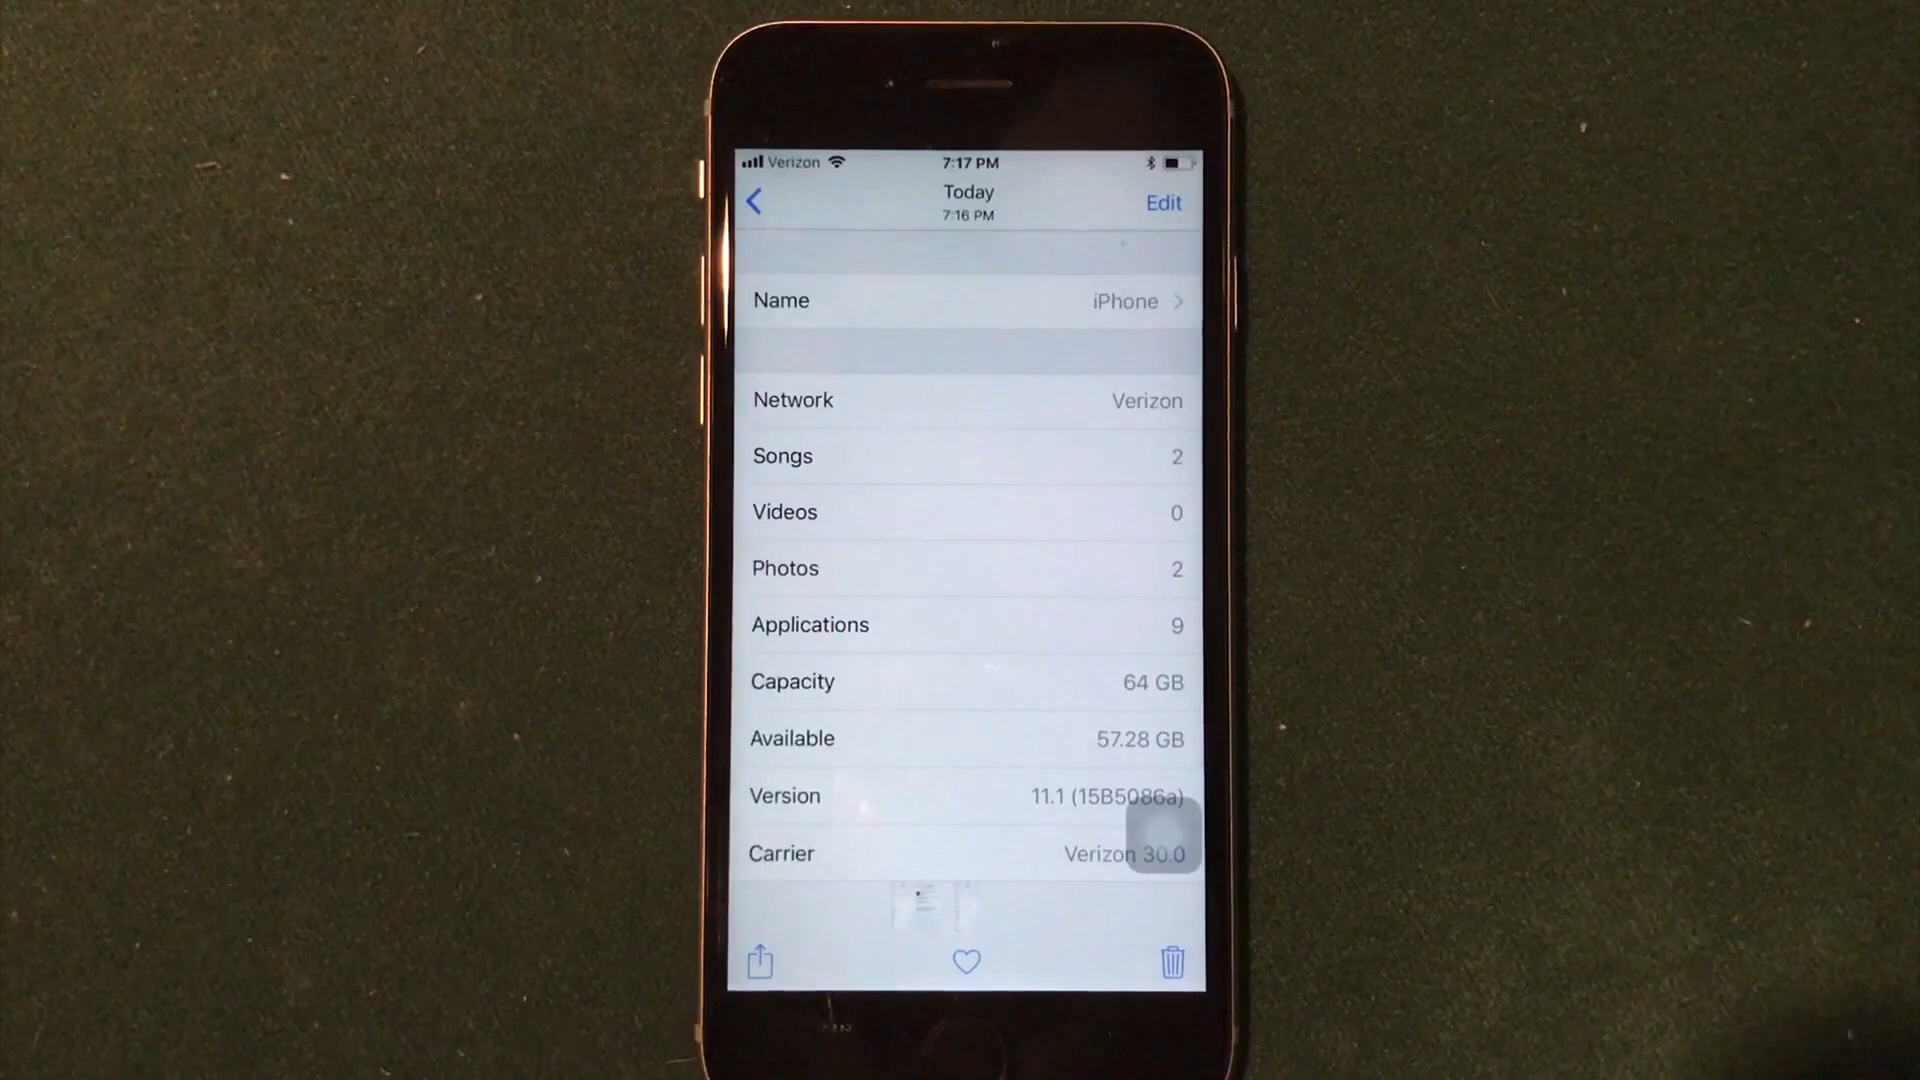 Verizon 7:17 PM
Today
7:16 PM
Edit
Name iPhone
Network Verizon
Songs 2
Videos 0
Photos 2
Applications 9
Capacity 64 GB
Available 57.28 GB
Version 11.1 (15B5086a)
Carrier Verizon 30.0